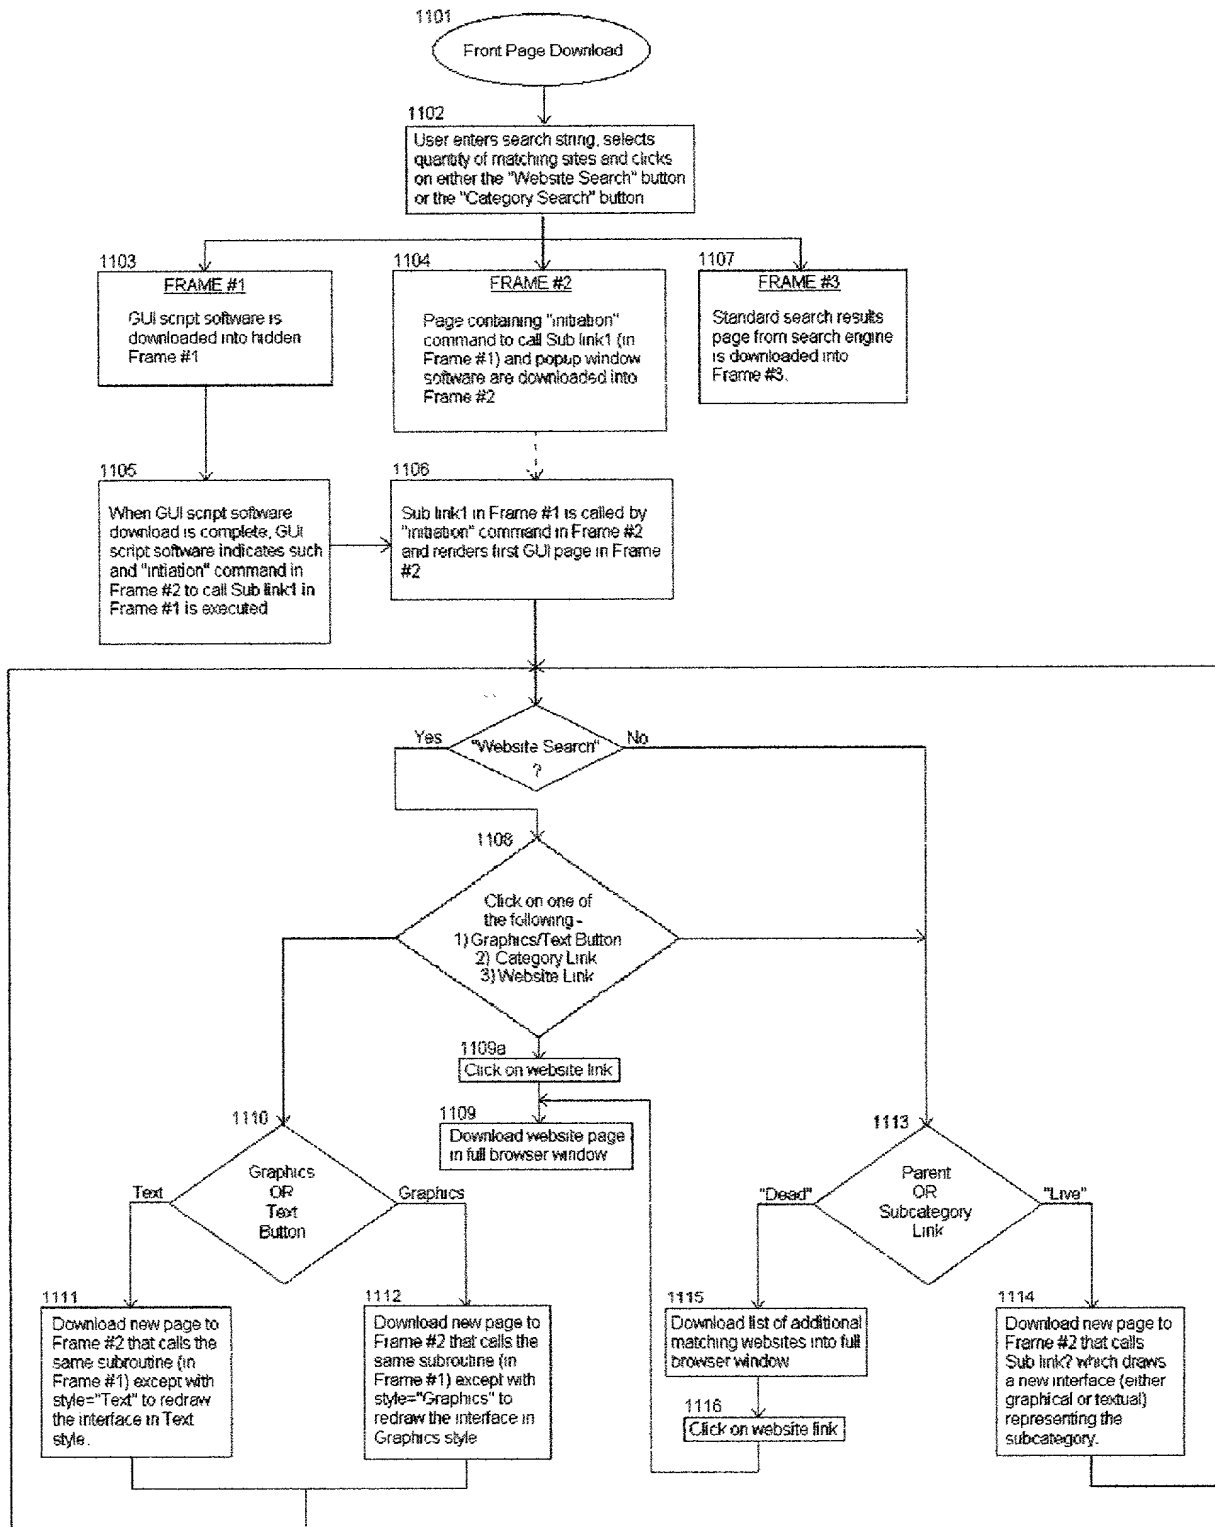 1101
Front Page Download
1102
User enters search string, selects
quantity of matching sites and clicks
on either the "Website Search" button
or the "Category Search" button
1103
FRAME #1
GUI script software is
downloaded into hidden
Frame #1
1104
FRAME #2
Page containing "initiation"
command to call Sub link1 (in
Frame #1) and popup window
software are downloaded into
Frame #2
1107
FRAME #3
Standard search results
page from search engine
is downloaded into
Frame #3.
1105
When GUI script software
download is complete, GUI
script software indicates such
and "intiation" command in
Frame #2 to call Sub link1 in
Frame #1 is executed
1106
Sub link1 in Frame #1 is called by
"initiation" command in Frame #2
and renders first GUI page in Frame
#2
Yes
"Website Search"
?
No
1108
Click on one of
the following -
1) Graphics/Text Button
2) Category Link
3) Website Link
1109a
Click on website link
1109
Download website page
in full browser window
1110
Graphics
OR
Text
Button
Text
Graphics
1113
Parent
OR
Subcategory
Link
"Dead"
"Live"
1111
Download new page to
Frame #2 that calls the
same subroutine (in
Frame #1) except with
style="Text" to redraw
the interface in Text
style.
1112
Download new page to
Frame #2 that calls the
same subroutine (in
Frame #1) except with
style="Graphics" to
redraw the interface in
Graphics style
1115
Download list of additional
matching websites into full
browser window
1116
Click on website link
1114
Download new page to
Frame #2 that calls
Sub link? which draws
a new interface (either
graphical or textual)
representing the
subcategory.